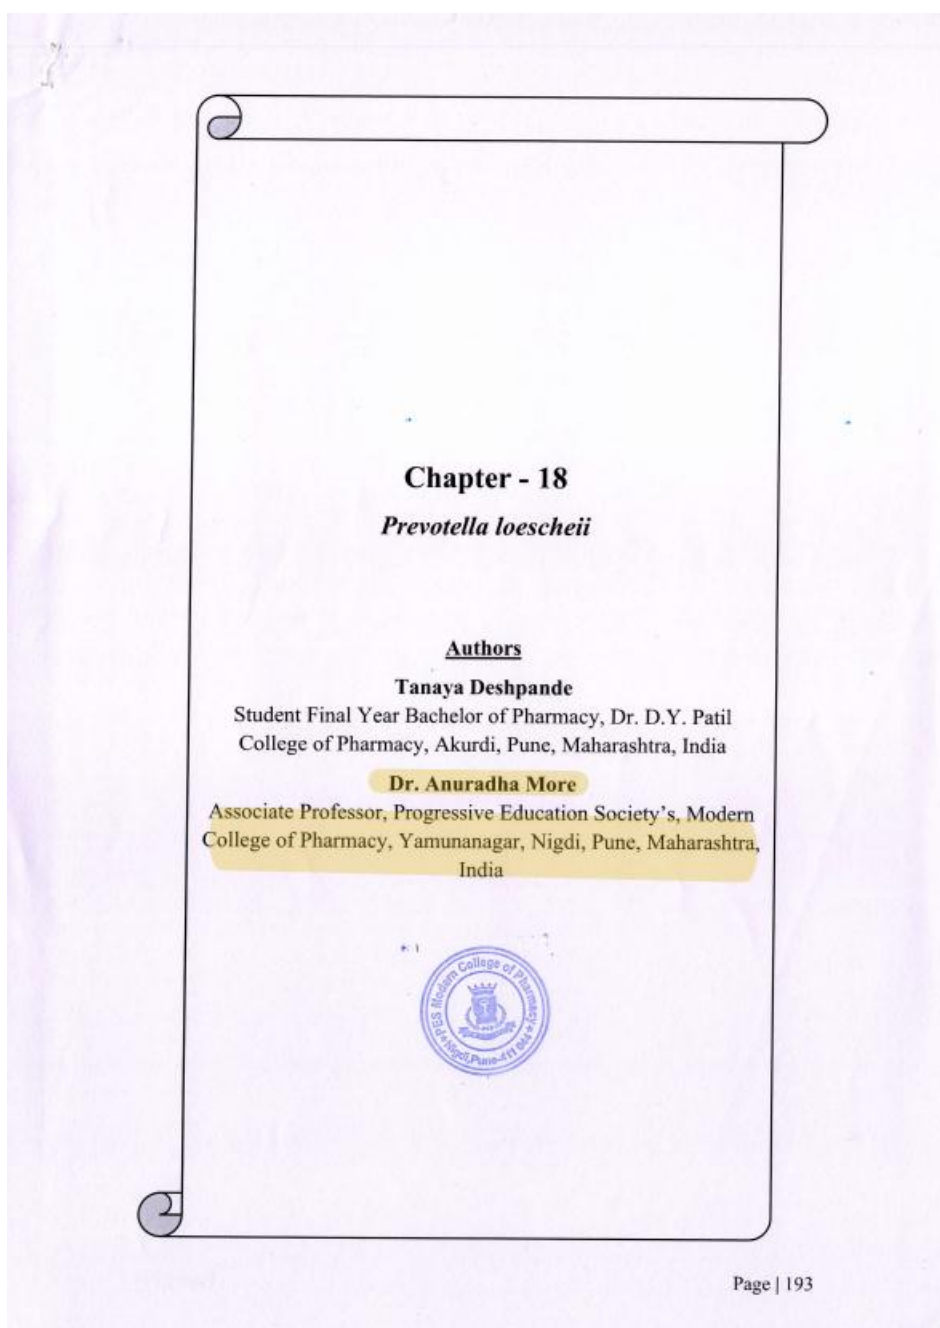 Chapter - 18
Prevotella loescheii
Authors
Tanaya Deshpande
Student Final Year Bachelor of Pharmacy, Dr. D.Y. Patil
College of Pharmacy, Akurdi, Pune, Maharashtra, India
Dr. Anuradha More
Associate Professor, Progressive Education Society's, Modern
College of Pharmacy, Yamunanagar, Nigdi, Pune, Maharashtra,
India
PES Modern College of Pharmacy
Nigdi, Pune-411 044
Page | 193